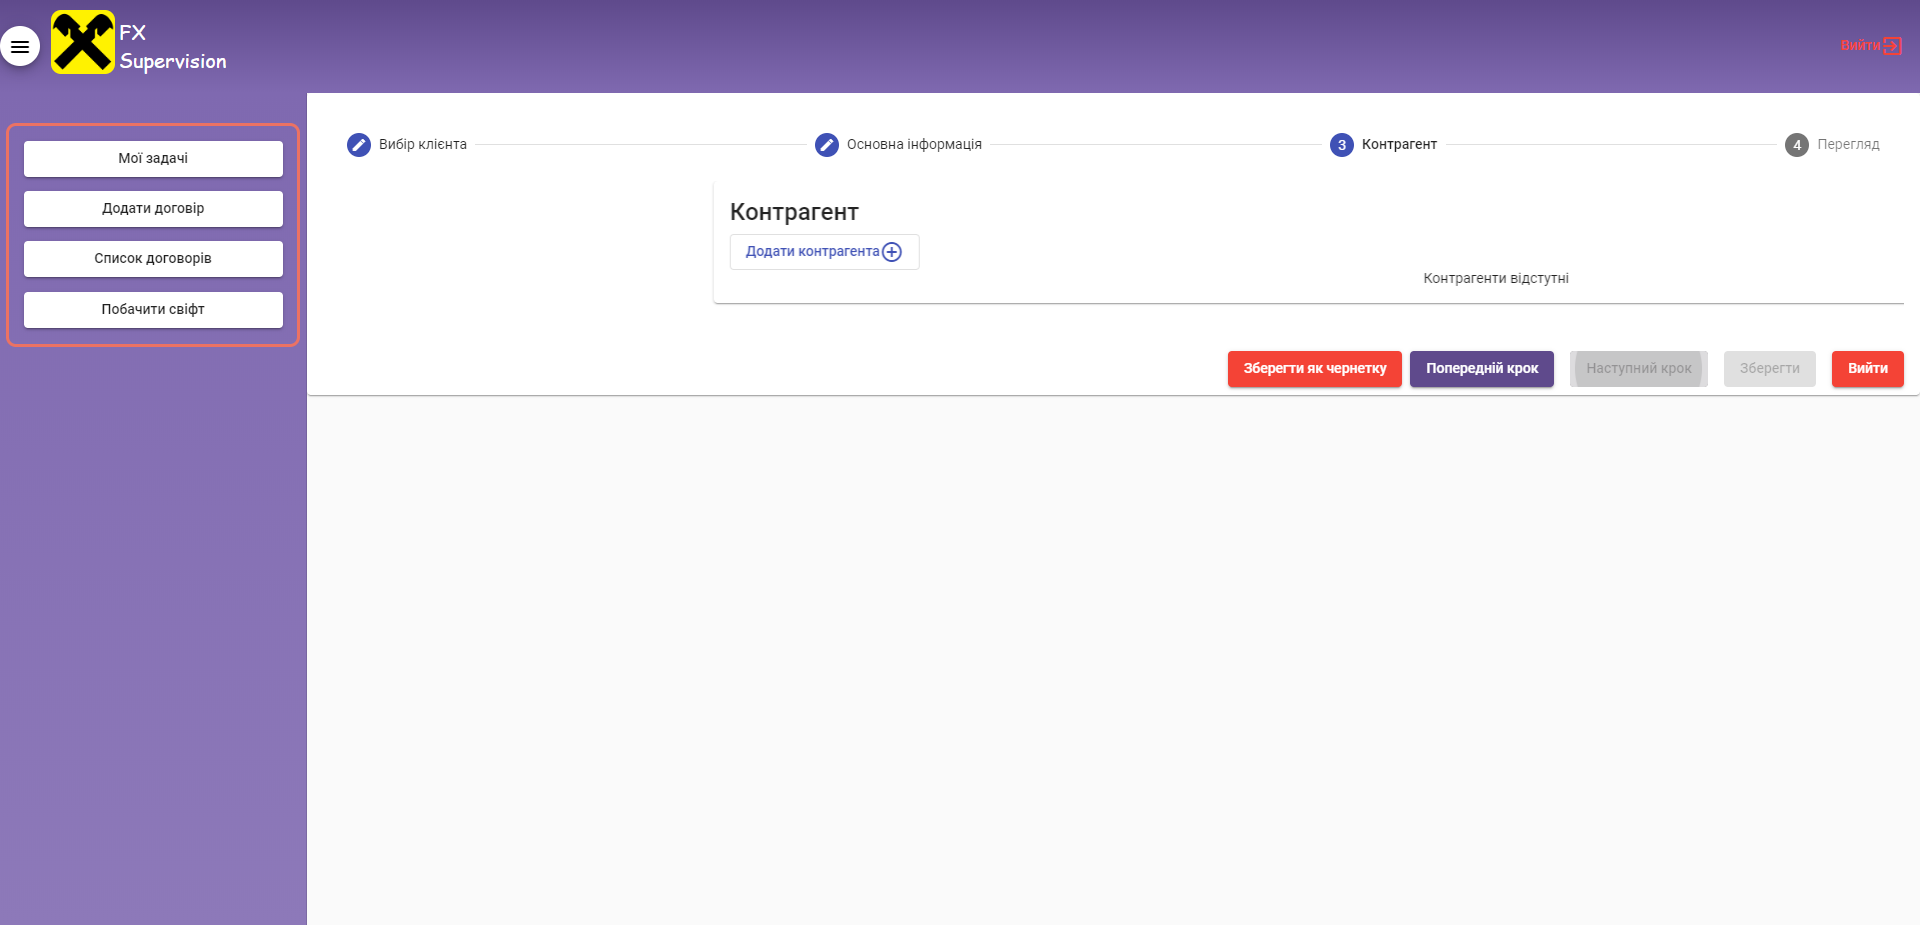 FX
Supervision
Вийти
Мої задачі
Додати договір
Список договорів
Побачити свіфт
Вибір клієнта
Основна інформація
3 Контрагент
4 Перегляд
Контрагент
Додати контрагента
Контрагенти відстутні
Зберегти як чернетку
Попередній крок
Наступний крок
Зберегти
Вийти